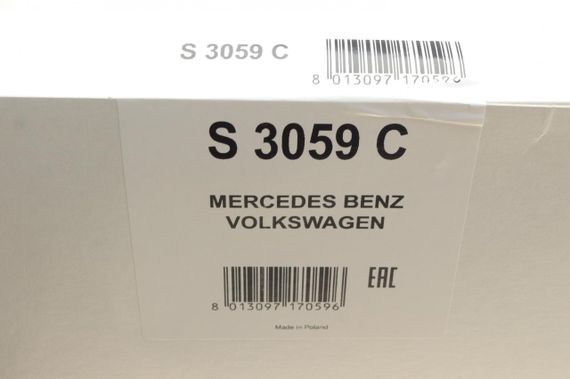 S 3059 C
8 013097 170596
S 3059 C
MERCEDES BENZ
VOLKSWAGEN
EAC
8 013097 170596
Made in Poland